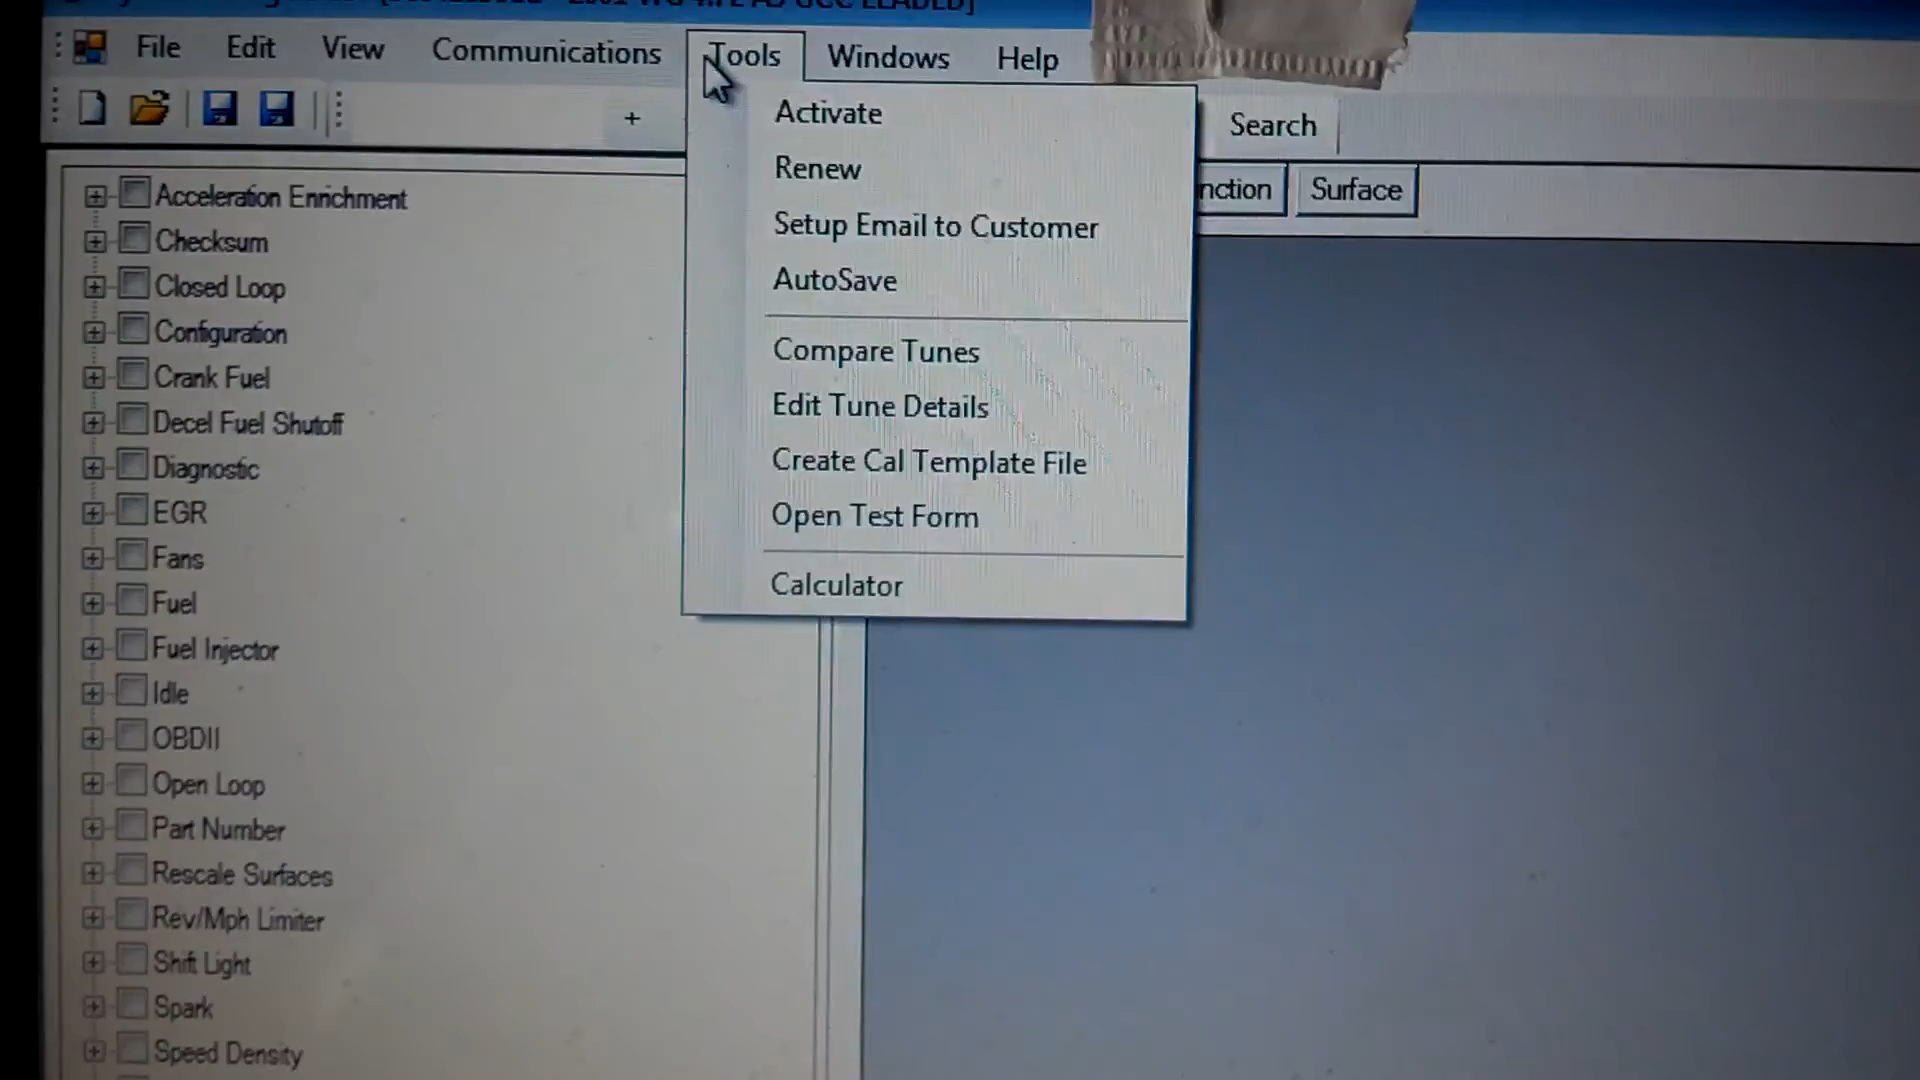 File Edit View Communications Tools Windows Help
+ Search
Activate
Renew
Setup Email to Customer
AutoSave
Compare Tunes
Edit Tune Details
Create Cal Template File
Open Test Form
Calculator
nction Surface
Acceleration Enrichment
Checksum
Closed Loop
Configuration
Crank Fuel
Decel Fuel Shutoff
Diagnostic
EGR
Fans
Fuel
Fuel Injector
Idle
OBDII
Open Loop
Part Number
Rescale Surfaces
Rev/Mph Limiter
Shift Light
Spark
Speed Density